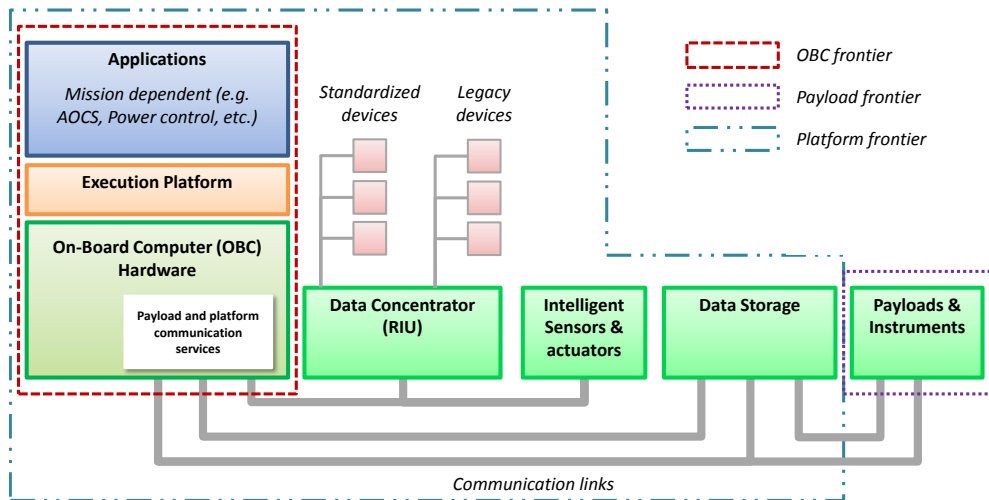 Applications
Mission dependent (e.g.
AOCS, Power control, etc.)
Execution Platform
On-Board Computer (OBC)
Hardware
Payload and platform
communication
services
Standardized
devices
Legacy
devices
OBC frontier
Payload frontier
Platform frontier
Data Concentrator
(RIU)
Intelligent
Sensors &
actuators
Data Storage
Payloads &
Instruments
Communication links